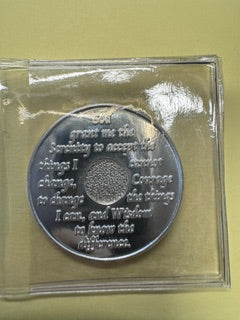 God
grant me the
Serenity to accept the
things I cannot
change, Courage
to change the things
I can, and Wisdom
to know the
difference.